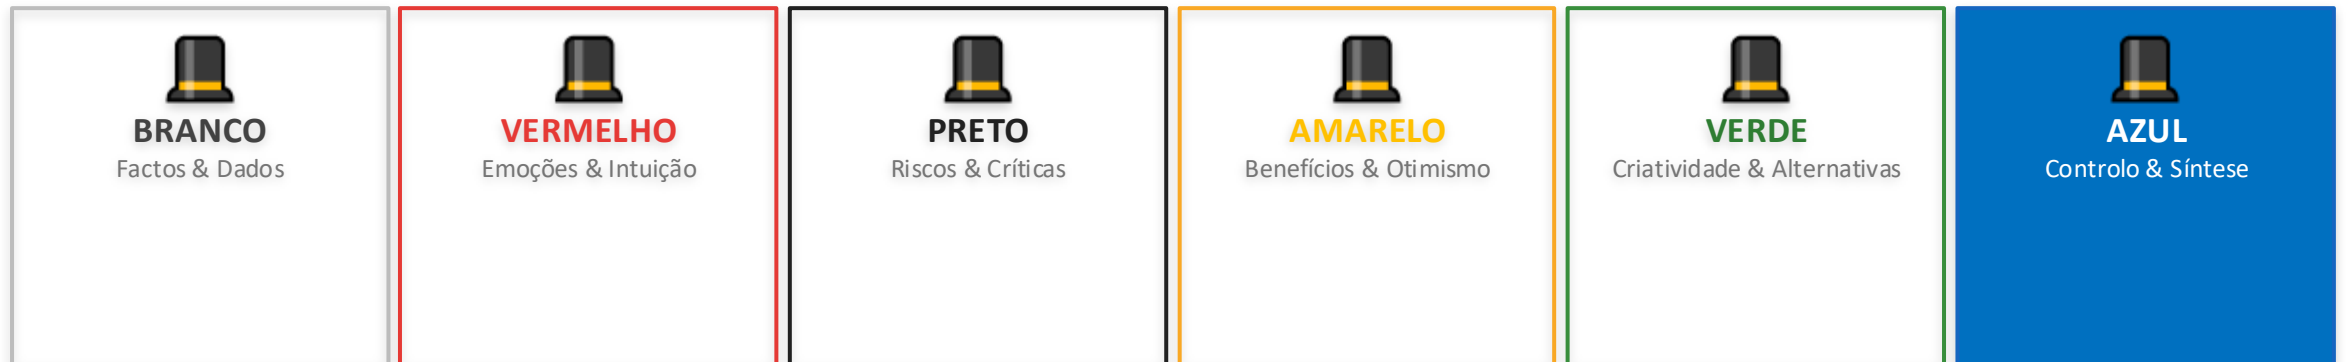 BRANCO
Factos & Dados
VERMELHO
Emoções & Intuição
PRETO
Riscos & Críticas
AMARELO
Benefícios & Otimismo
VERDE
Criatividade & Alternativas
AZUL
Controlo & Síntese